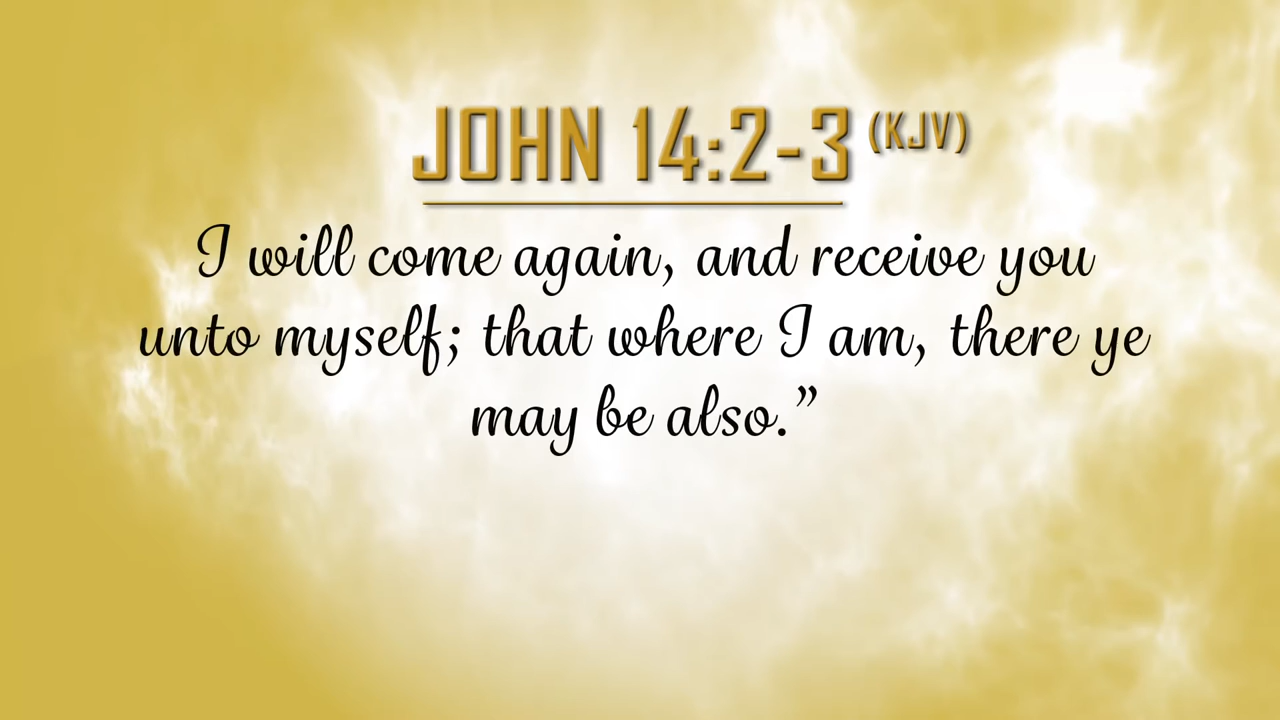 JOHN 14:2-3 (KJV)
I will come again, and receive you
unto myself; that where I am, there ye
may be also.”